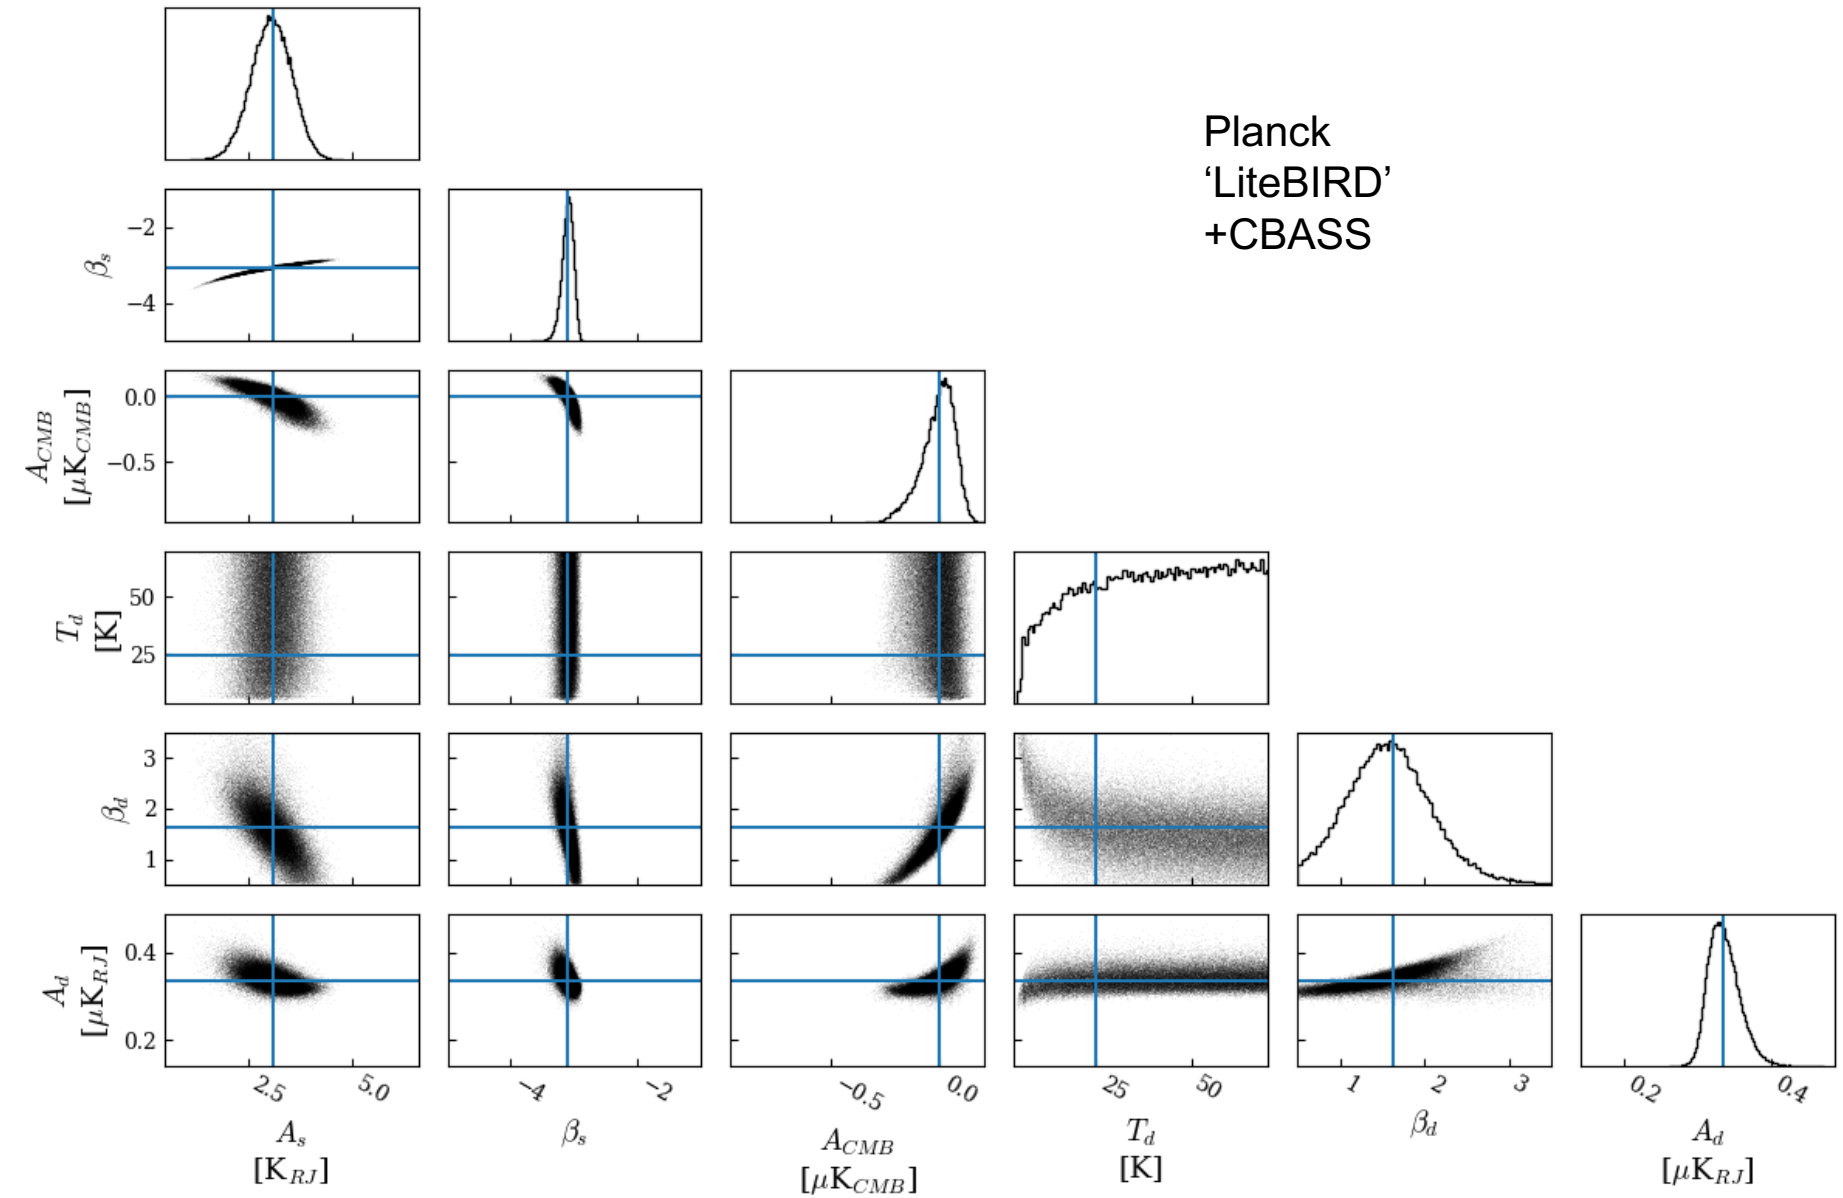 Planck
‘LiteBIRD’
+CBASS
−2
−4
β_s
0.0
−0.5
A_CMB
[μK_CMB]
50
25
T_d
[K]
3
2
1
β_d
0.4
0.2
A_d
[μK_RJ]
2.5 5.0 −4 −2 −0.5 0.0 25 50 1 2 3 0.2 0.4
A_s β_s A_CMB T_d β_d A_d
[K_RJ] [μK_CMB] [K] [μK_RJ]